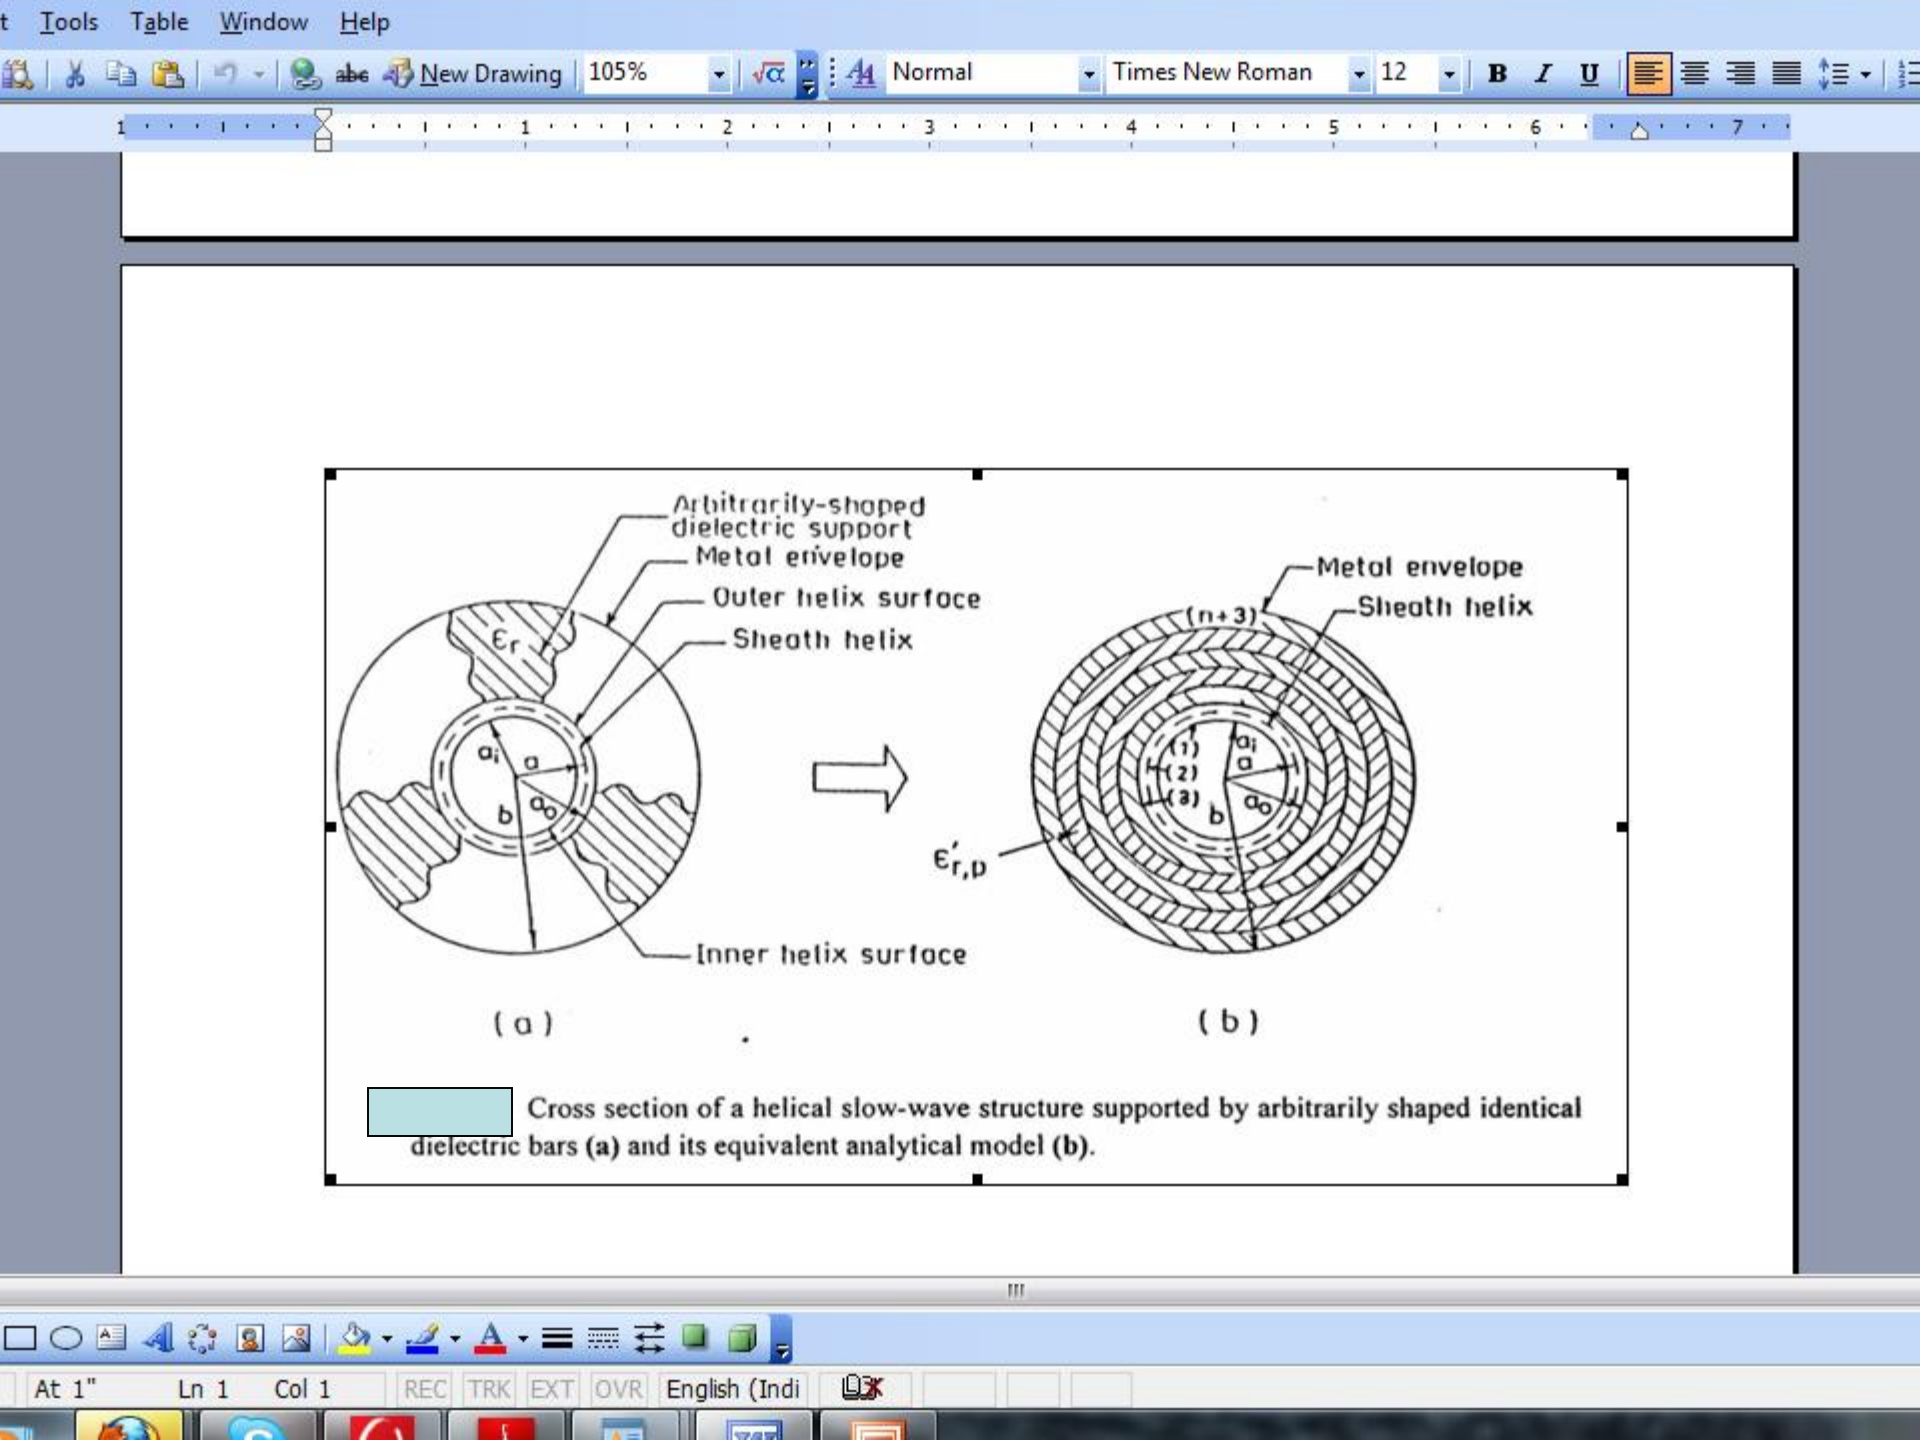 t Tools Table Window Help
abc New Drawing 105% √α Normal Times New Roman 12 B I U
1 1 2 3 4 5 6 7
Arbitrarily-shaped
dielectric support
Metal envelope
Outer helix surface
Sheath helix
εr
ai
a
ao
b
Inner helix surface
(a)
Metal envelope
Sheath helix
(n+3)
(1)
(2)
(3)
ai
a
ao
b
ε′r,p
(b)
Cross section of a helical slow-wave structure supported by arbitrarily shaped identical
dielectric bars (a) and its equivalent analytical model (b).
At 1" Ln 1 Col 1 REC TRK EXT OVR English (Indi